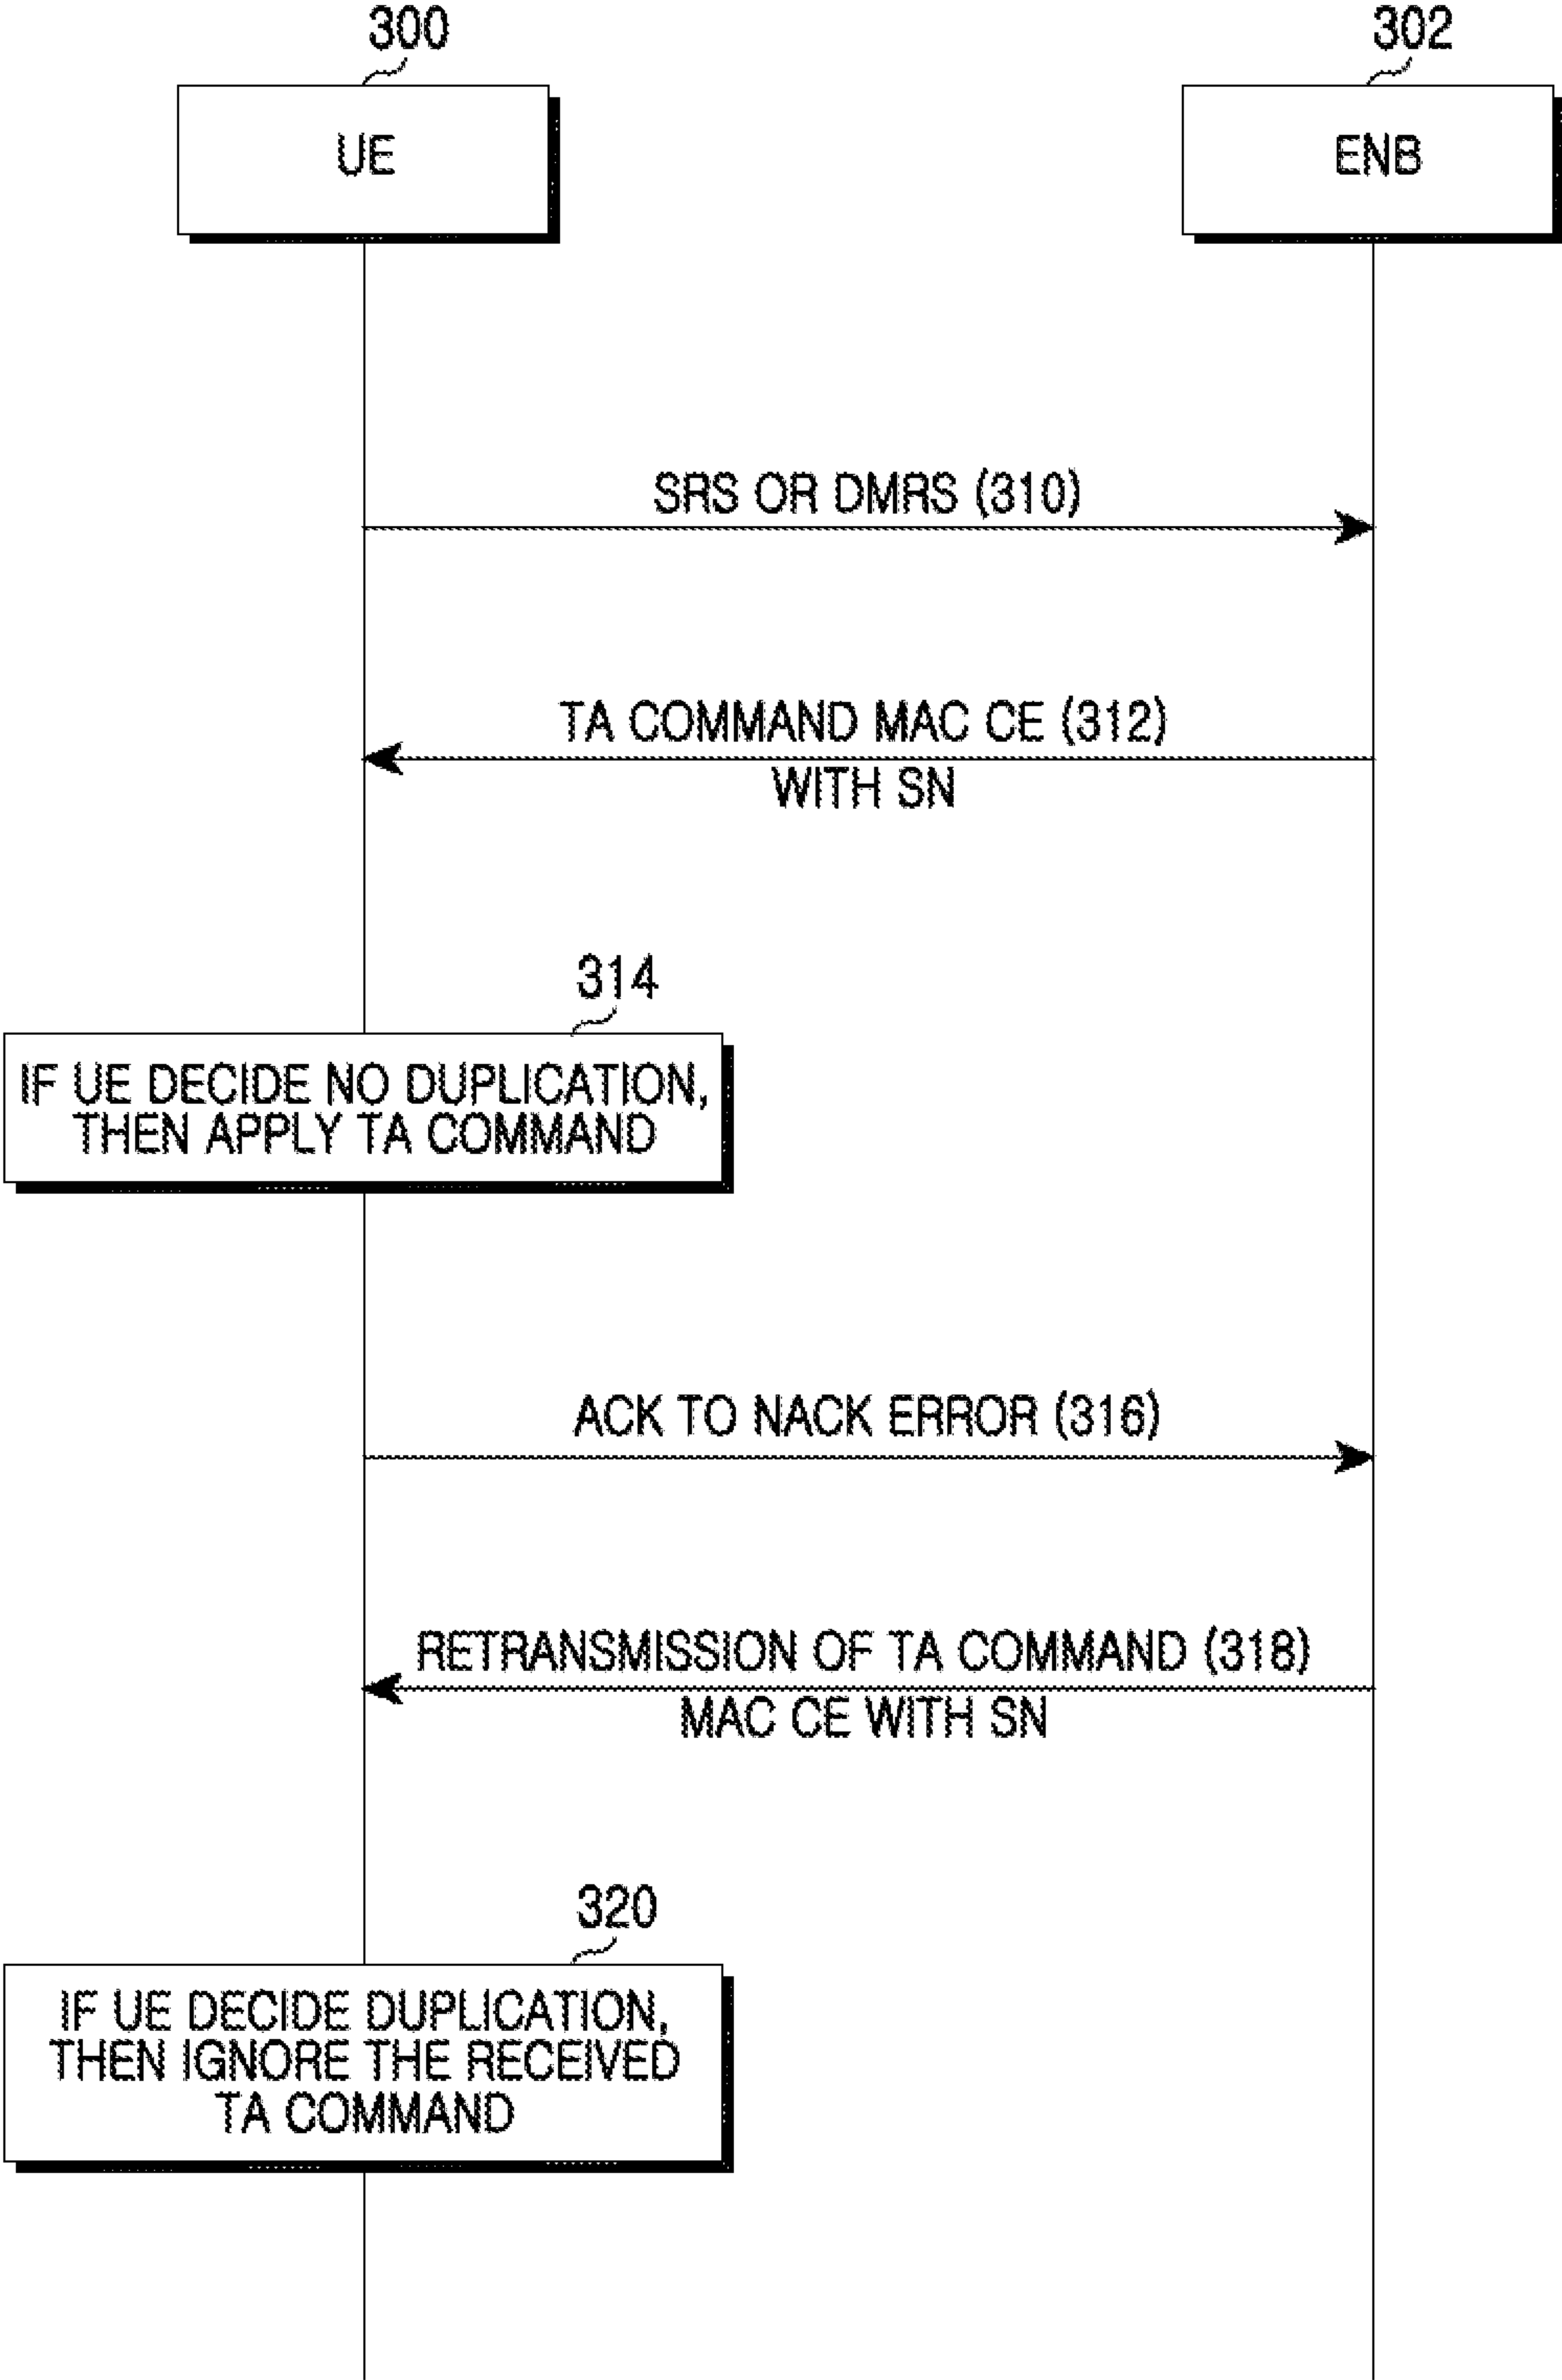 300
302
UE
ENB
SRS OR DMRS (310)
TA COMMAND MAC CE (312)
WITH SN
314
IF UE DECIDE NO DUPLICATION,
THEN APPLY TA COMMAND
ACK TO NACK ERROR (316)
RETRANSMISSION OF TA COMMAND (318)
MAC CE WITH SN
320
IF UE DECIDE DUPLICATION,
THEN IGNORE THE RECEIVED
TA COMMAND